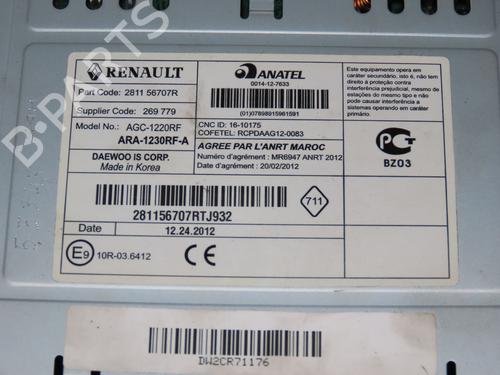 RENAULT
Part Code: 2811 56707R
Supplier Code: 269 779
Model No.: AGC-1220RF
ARA-1230RF-A
DAEWOO IS CORP.
Made in Korea
ANATEL
0014-12-7633
(01)07898915961591
CNC ID: 16-10175
COFETEL: RCPDAAG12-0083
AGREE PAR L'ANRT MAROC
Numéro d'agrément: MR6947 ANRT 2012
Date d'agrément: 20/02/2012
Este equipamento opera em
caráter secundário, isto é, não tem
direito a proteção contra
interferência prejudicial, mesmo de
estações do mesmo tipo, e não
pode causar interferência a
sistemas operando em caráter
primário.
BZ03
281156707RTJ932
Date 12.24.2012
711
E9 10R-03.6412
CE
DW2CR71176
B-PARTS